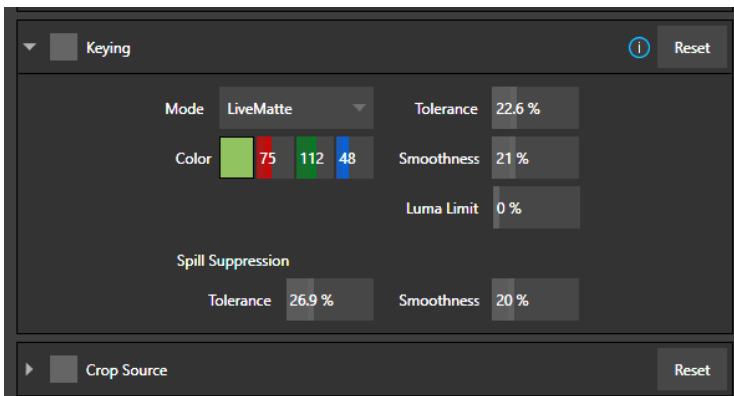 Keying Reset
Mode LiveMatte Tolerance 22.6 %
Color 75 112 48 Smoothness 21 %
Luma Limit 0 %
Spill Suppression
Tolerance 26.9 % Smoothness 20 %
Crop Source Reset